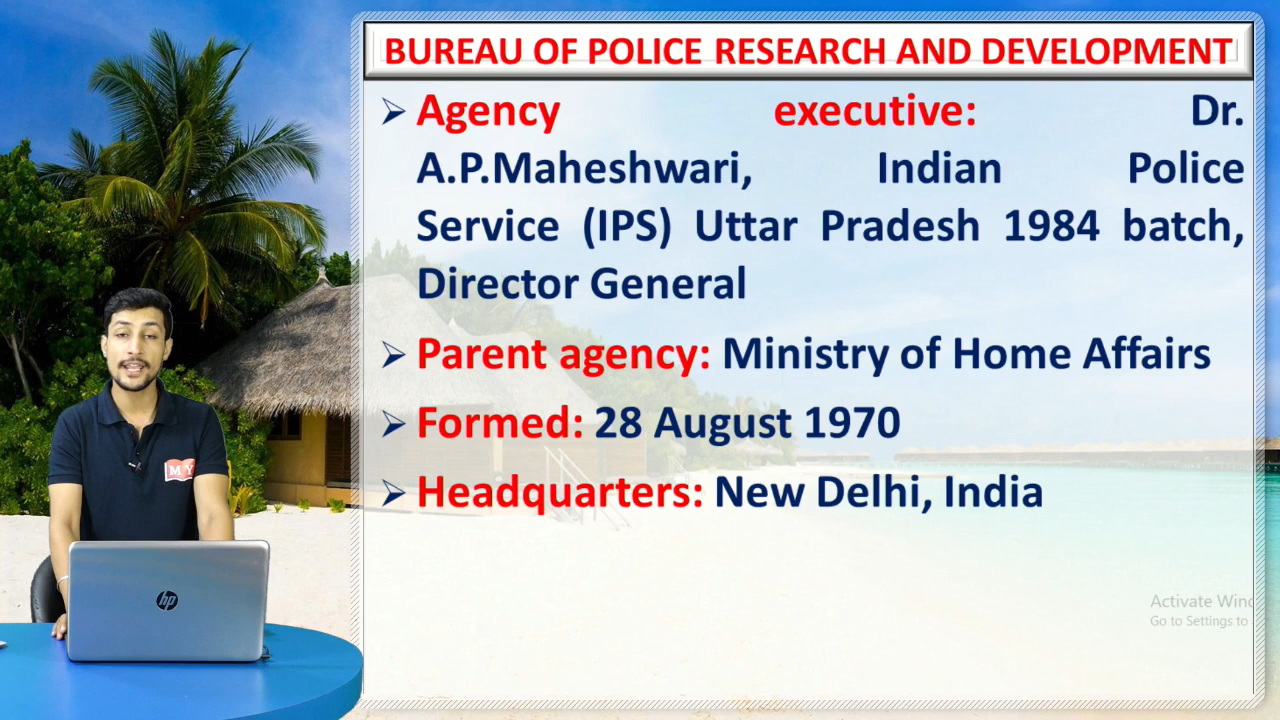 BUREAU OF POLICE RESEARCH AND DEVELOPMENT
➢ Agency executive: Dr.
A.P.Maheshwari, Indian Police
Service (IPS) Uttar Pradesh 1984 batch,
Director General
➢ Parent agency: Ministry of Home Affairs
➢ Formed: 28 August 1970
➢ Headquarters: New Delhi, India
MY
hp
Activate Wind
Go to Settings to